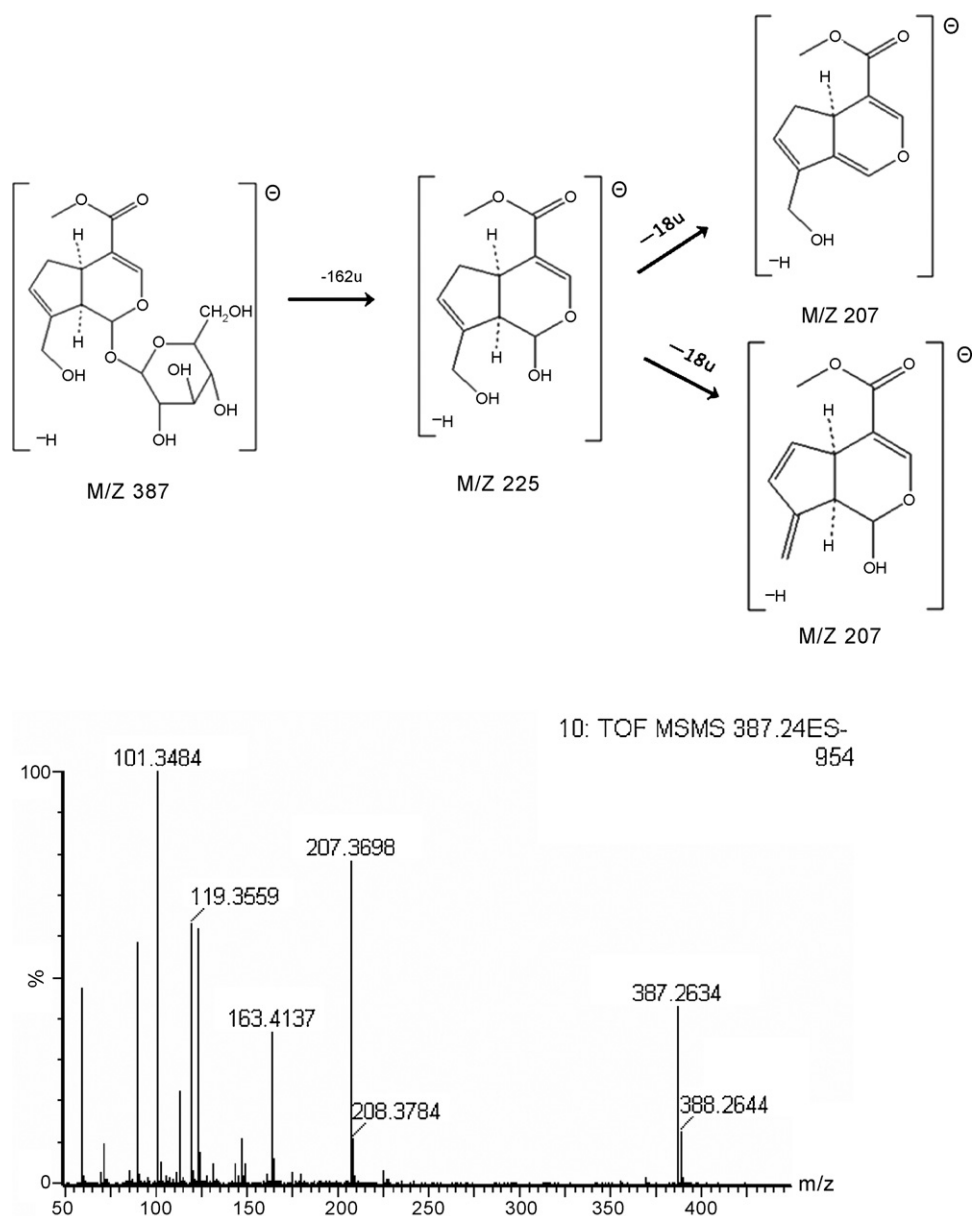 O
O
H
H
O
O
OH
O
CH2OH
OH
OH
OH
⁻H
Θ
M/Z 387
-162u
O
O
H
H
O
OH
OH
⁻H
Θ
M/Z 225
—18u
—18u
O
O
H
O
OH
⁻H
Θ
M/Z 207
O
O
H
H
O
OH
⁻H
Θ
M/Z 207
10: TOF MSMS 387.24ES-
954
101.3484
100
207.3698
119.3559
%
387.2634
163.4137
208.3784
388.2644
0
50 100 150 200 250 300 350 400 m/z